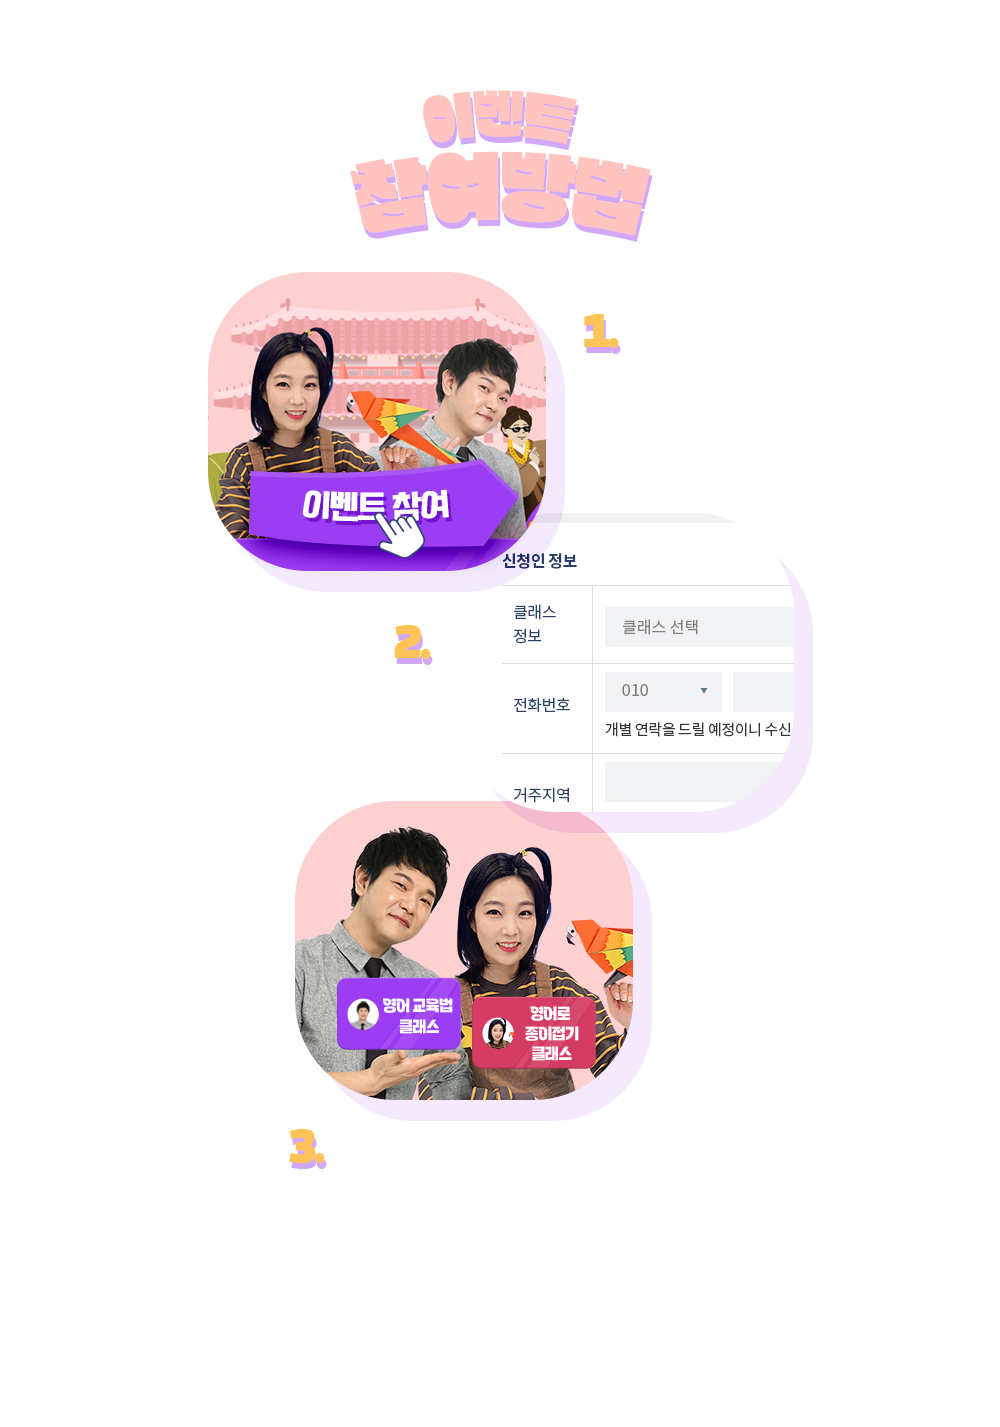 이벤트
참여방법
1.
이벤트 참여
신청인 정보
클래스
정보
클래스 선택
2.
전화번호
010
개별 연락을 드릴 예정이니 수신
거주지역
영어 교육법
클래스
영어로
종이접기
클래스
3.